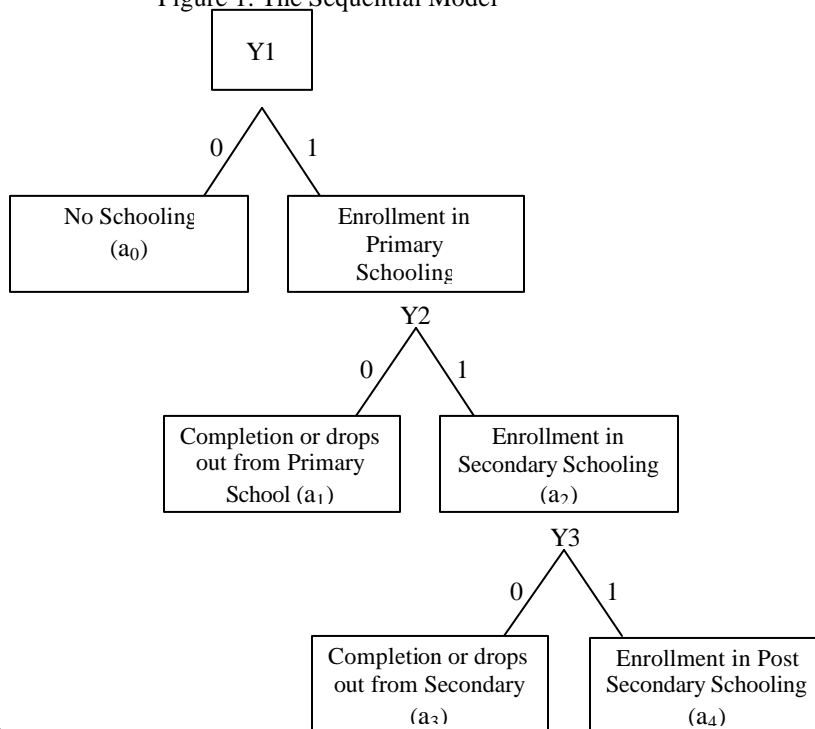 Figure 1: The Sequential Model
Y1
0 1
No Schooling
(a0)
Enrollment in
Primary
Schooling
Y2
0 1
Completion or drops
out from Primary
School (a1)
Enrollment in
Secondary Schooling
(a2)
Y3
0 1
Completion or drops
out from Secondary
(a3)
Enrollment in Post
Secondary Schooling
(a4)